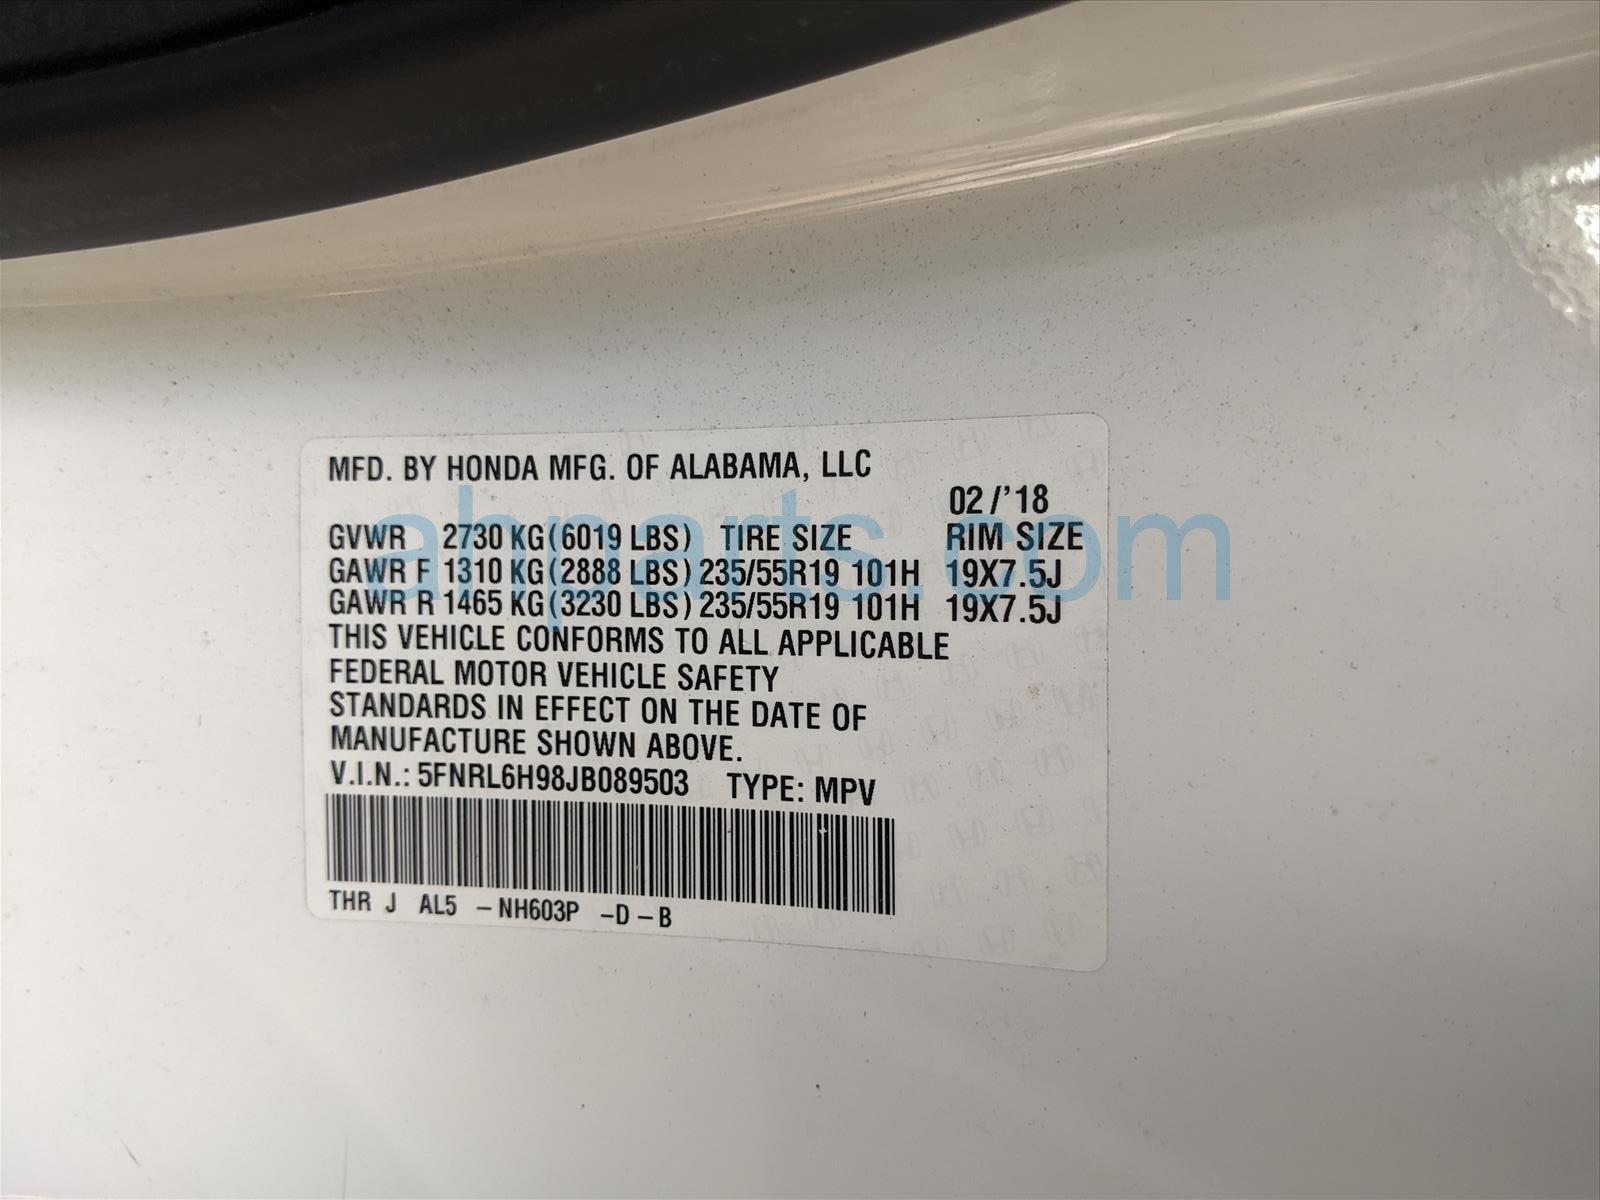 MFD. BY HONDA MFG. OF ALABAMA, LLC
02/'18
GVWR 2730 KG(6019 LBS) TIRE SIZE RIM SIZE
GAWR F 1310 KG(2888 LBS) 235/55R19 101H 19X7.5J
GAWR R 1465 KG(3230 LBS) 235/55R19 101H 19X7.5J
THIS VEHICLE CONFORMS TO ALL APPLICABLE
FEDERAL MOTOR VEHICLE SAFETY
STANDARDS IN EFFECT ON THE DATE OF
MANUFACTURE SHOWN ABOVE.
V.I.N.: 5FNRL6H98JB089503 TYPE: MPV
THR J AL5 -NH603P -D-B
ahparts.com